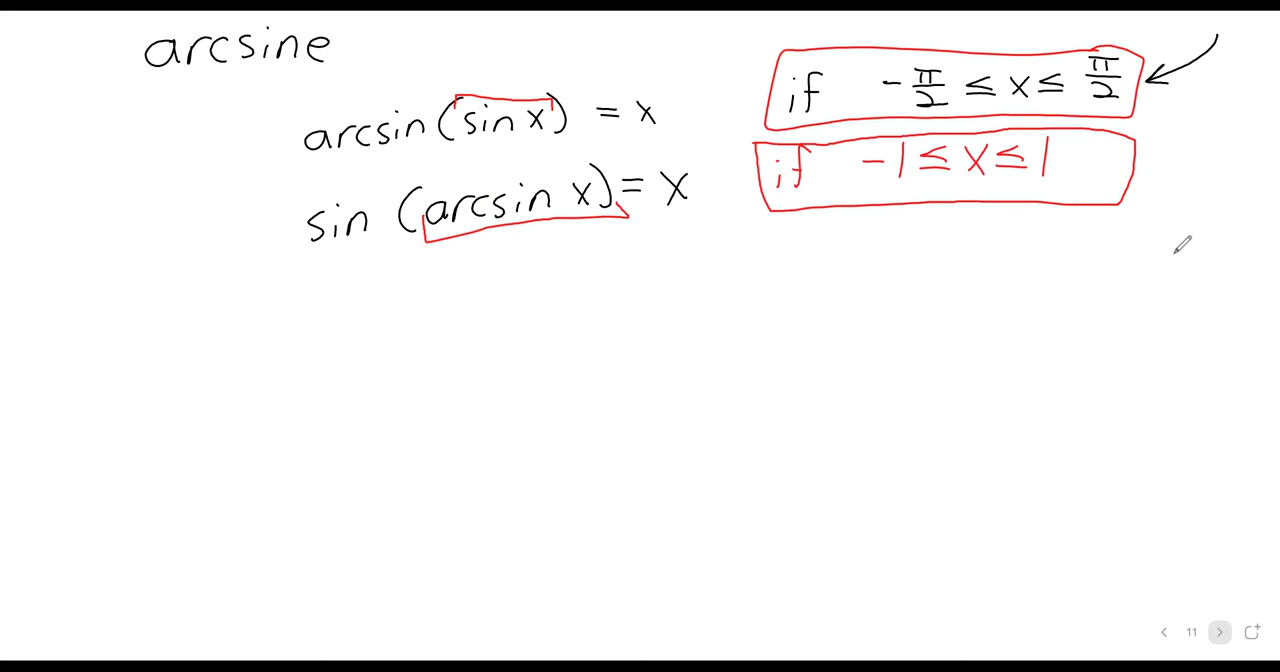 arcsine
arcsin (sin x) = x if -π/2 ≤ x ≤ π/2
sin (arcsin x) = x if -1 ≤ x ≤ 1
11